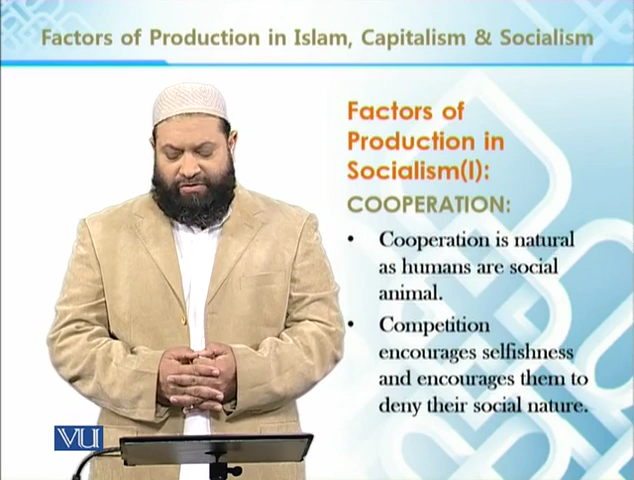 Factors of Production in Islam, Capitalism & Socialism
Factors of
Production in
Socialism(I):
COOPERATION:
• Cooperation is natural
as humans are social
animal.
• Competition
encourages selfishness
and encourages them to
deny their social nature.
VU